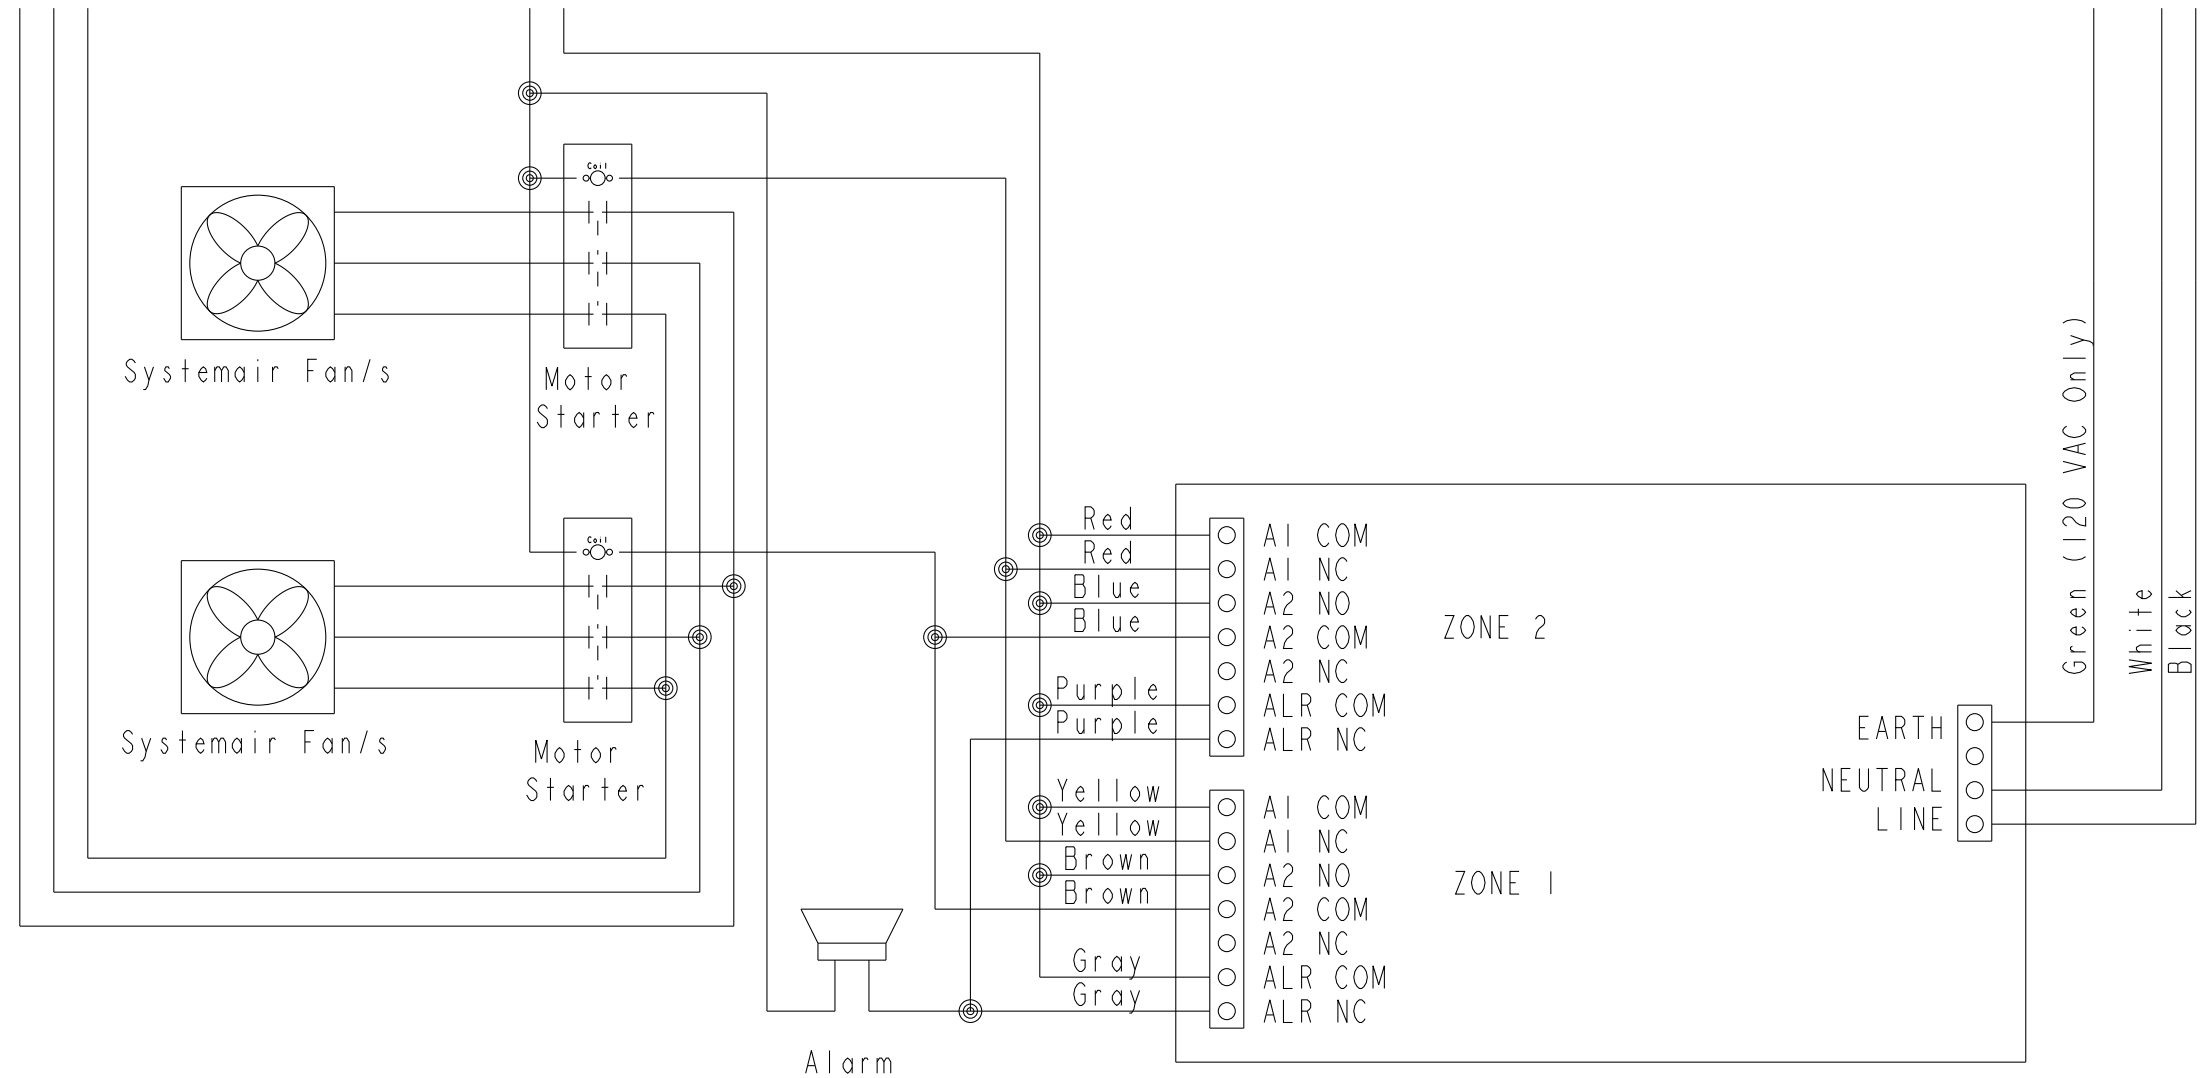 Coil
Systemair Fan/s
Motor
Starter
Coil
Systemair Fan/s
Motor
Starter
Alarm
Red
Red
Blue
Blue
Purple
Purple
Yellow
Yellow
Brown
Brown
Gray
Gray
A1 COM
A1 NC
A2 NO
A2 COM
A2 NC
ALR COM
ALR NC
ZONE 2
A1 COM
A1 NC
A2 NO
A2 COM
A2 NC
ALR COM
ALR NC
ZONE 1
EARTH
NEUTRAL
LINE
Green (120 VAC Only)
White
Black